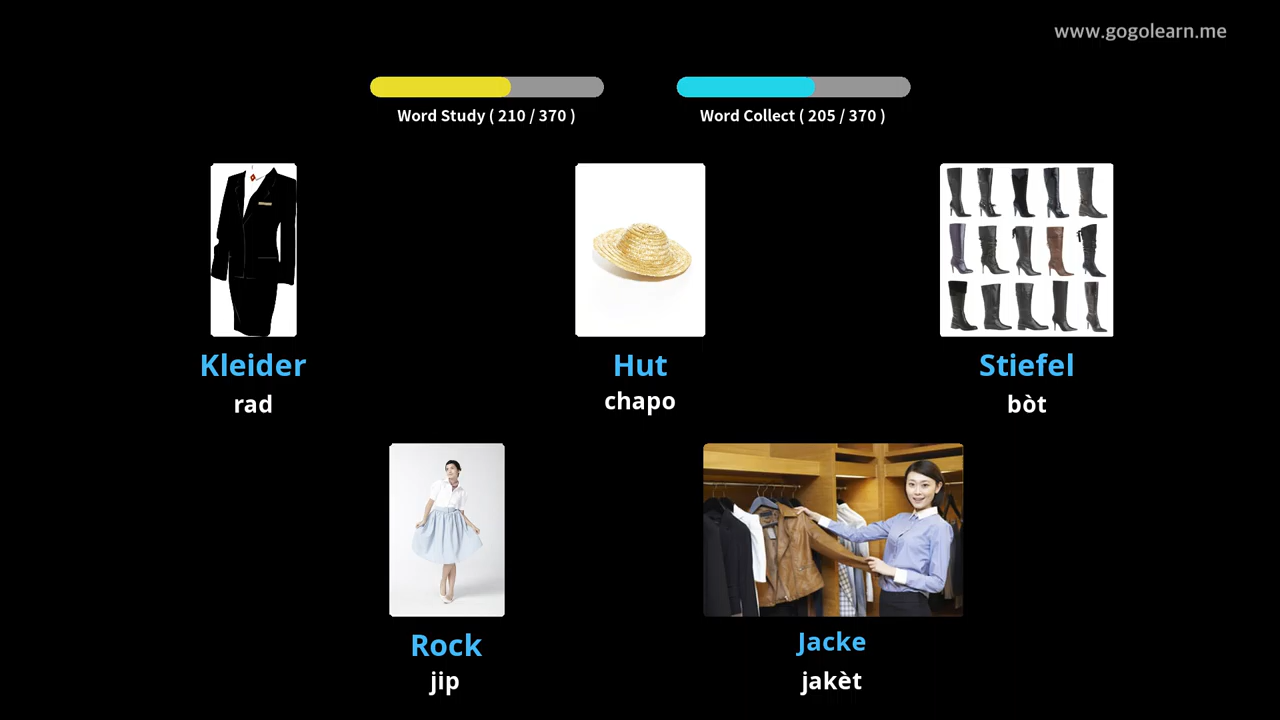 www.gogolearn.me
Word Study ( 210 / 370 )
Word Collect ( 205 / 370 )
Kleider
rad
Hut
chapo
Stiefel
bòt
Rock
jip
Jacke
jakèt